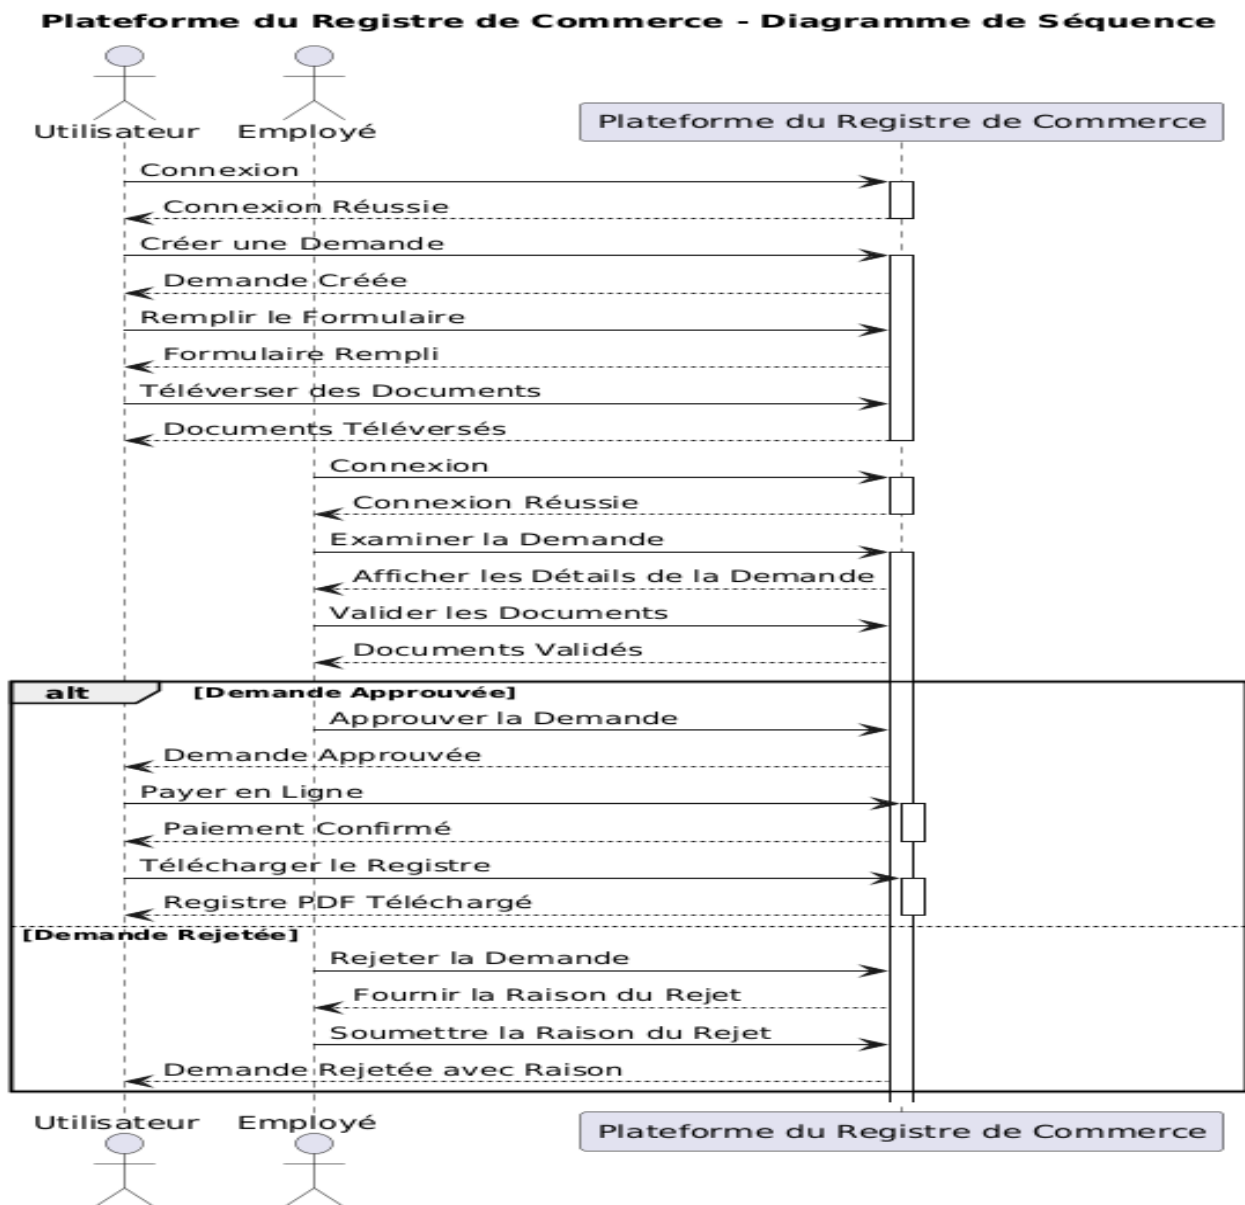 Plateforme du Registre de Commerce - Diagramme de Séquence
Utilisateur
Employé
Plateforme du Registre de Commerce
Connexion
Connexion Réussie
Créer une Demande
Demande Créée
Remplir le Formulaire
Formulaire Rempli
Téléverser des Documents
Documents Téléversés
Connexion
Connexion Réussie
Examiner la Demande
Afficher les Détails de la Demande
Valider les Documents
Documents Validés
alt
[Demande Approuvée]
Approuver la Demande
Demande Approuvée
Payer en Ligne
Paiement Confirmé
Télécharger le Registre
Registre PDF Téléchargé
[Demande Rejetée]
Rejeter la Demande
Fournir la Raison du Rejet
Soumettre la Raison du Rejet
Demande Rejetée avec Raison
Utilisateur
Employé
Plateforme du Registre de Commerce